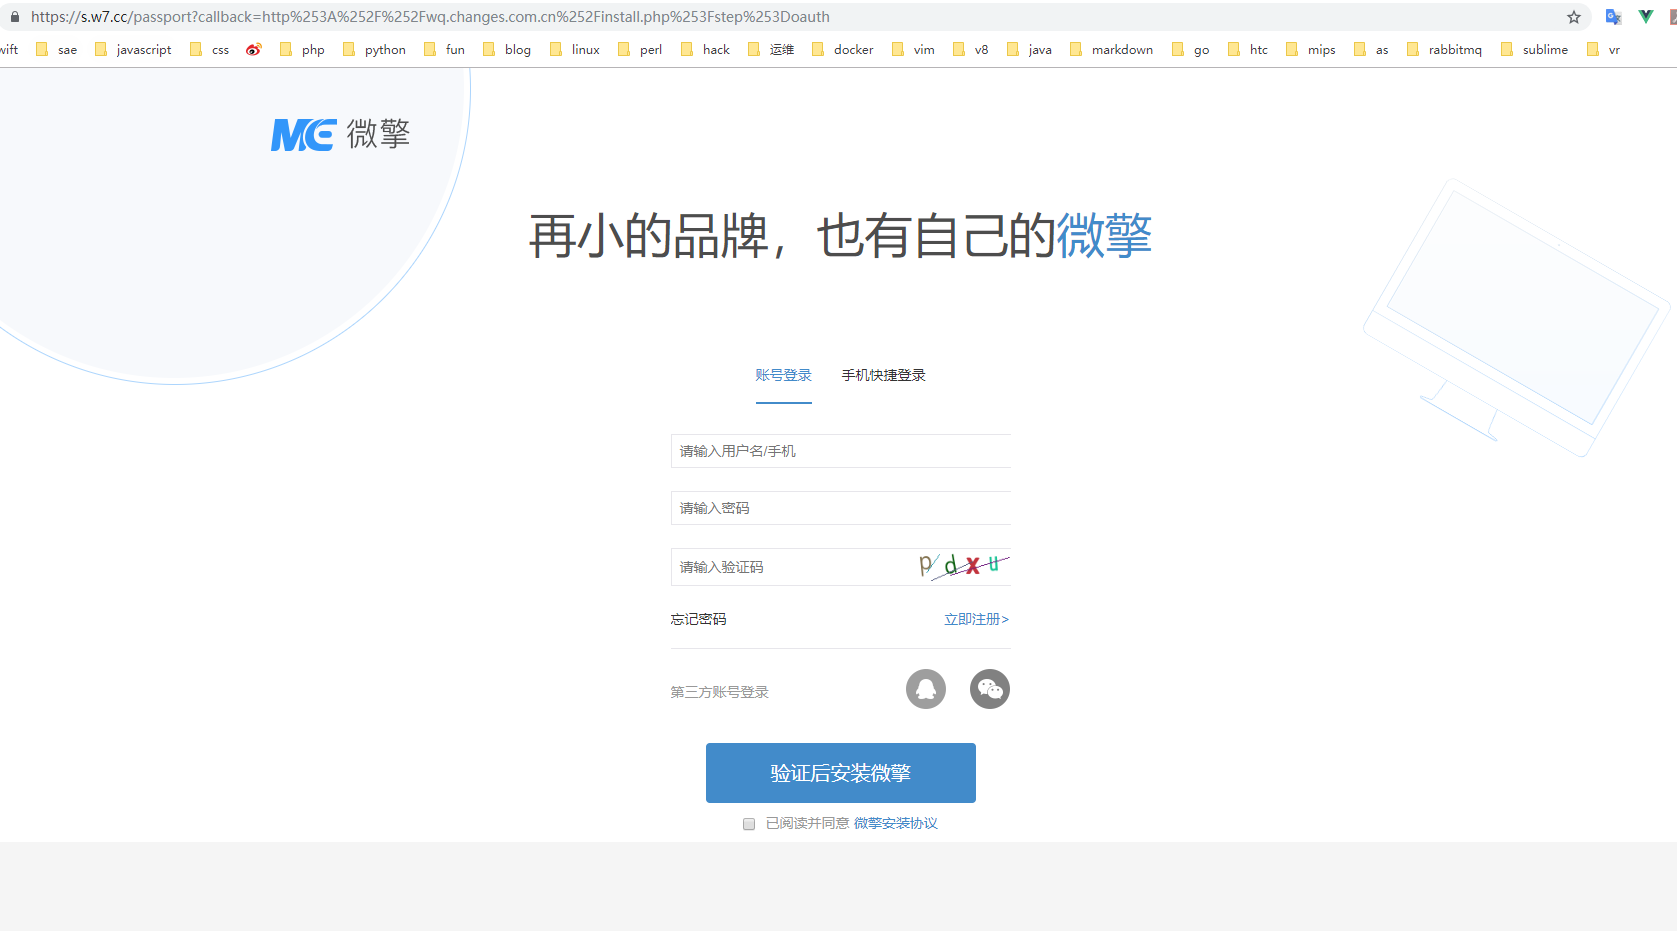 https://s.w7.cc/passport?callback=http%253A%252F%252Fwq.changes.com.cn%252Finstall.php%253Fstep%253Doauth
wift sae javascript css php python fun blog linux perl hack 运维 docker vim v8 java markdown go htc mips as rabbitmq sublime vr
微擎
再小的品牌，也有自己的微擎
账号登录 手机快捷登录
请输入用户名/手机
请输入密码
请输入验证码 p d x u
忘记密码 立即注册>
第三方账号登录
验证后安装微擎
已阅读并同意 微擎安装协议